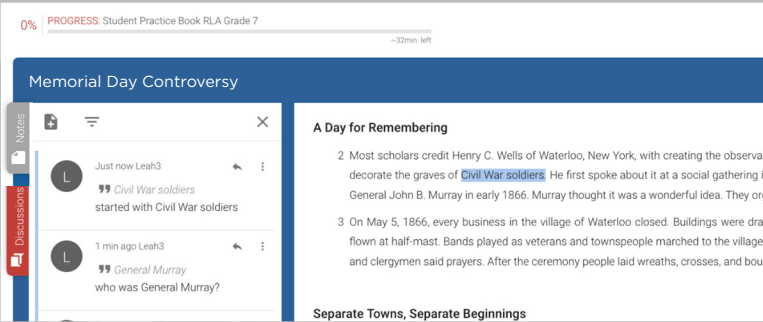 0% PROGRESS: Student Practice Book RLA Grade 7
~32min left
Memorial Day Controversy
Notes
Discussions
Just now Leah3
L
Civil War soldiers
started with Civil War soldiers
1 min ago Leah3
L
General Murray
who was General Murray?
A Day for Remembering
2 Most scholars credit Henry C. Wells of Waterloo, New York, with creating the observa
decorate the graves of Civil War soldiers. He first spoke about it at a social gathering i
General John B. Murray in early 1866. Murray thought it was a wonderful idea. They or
3 On May 5, 1866, every business in the village of Waterloo closed. Buildings were dra
flown at half-mast. Bands played as veterans and townspeople marched to the village
and clergymen said prayers. After the ceremony people laid wreaths, crosses, and bou
Separate Towns, Separate Beginnings